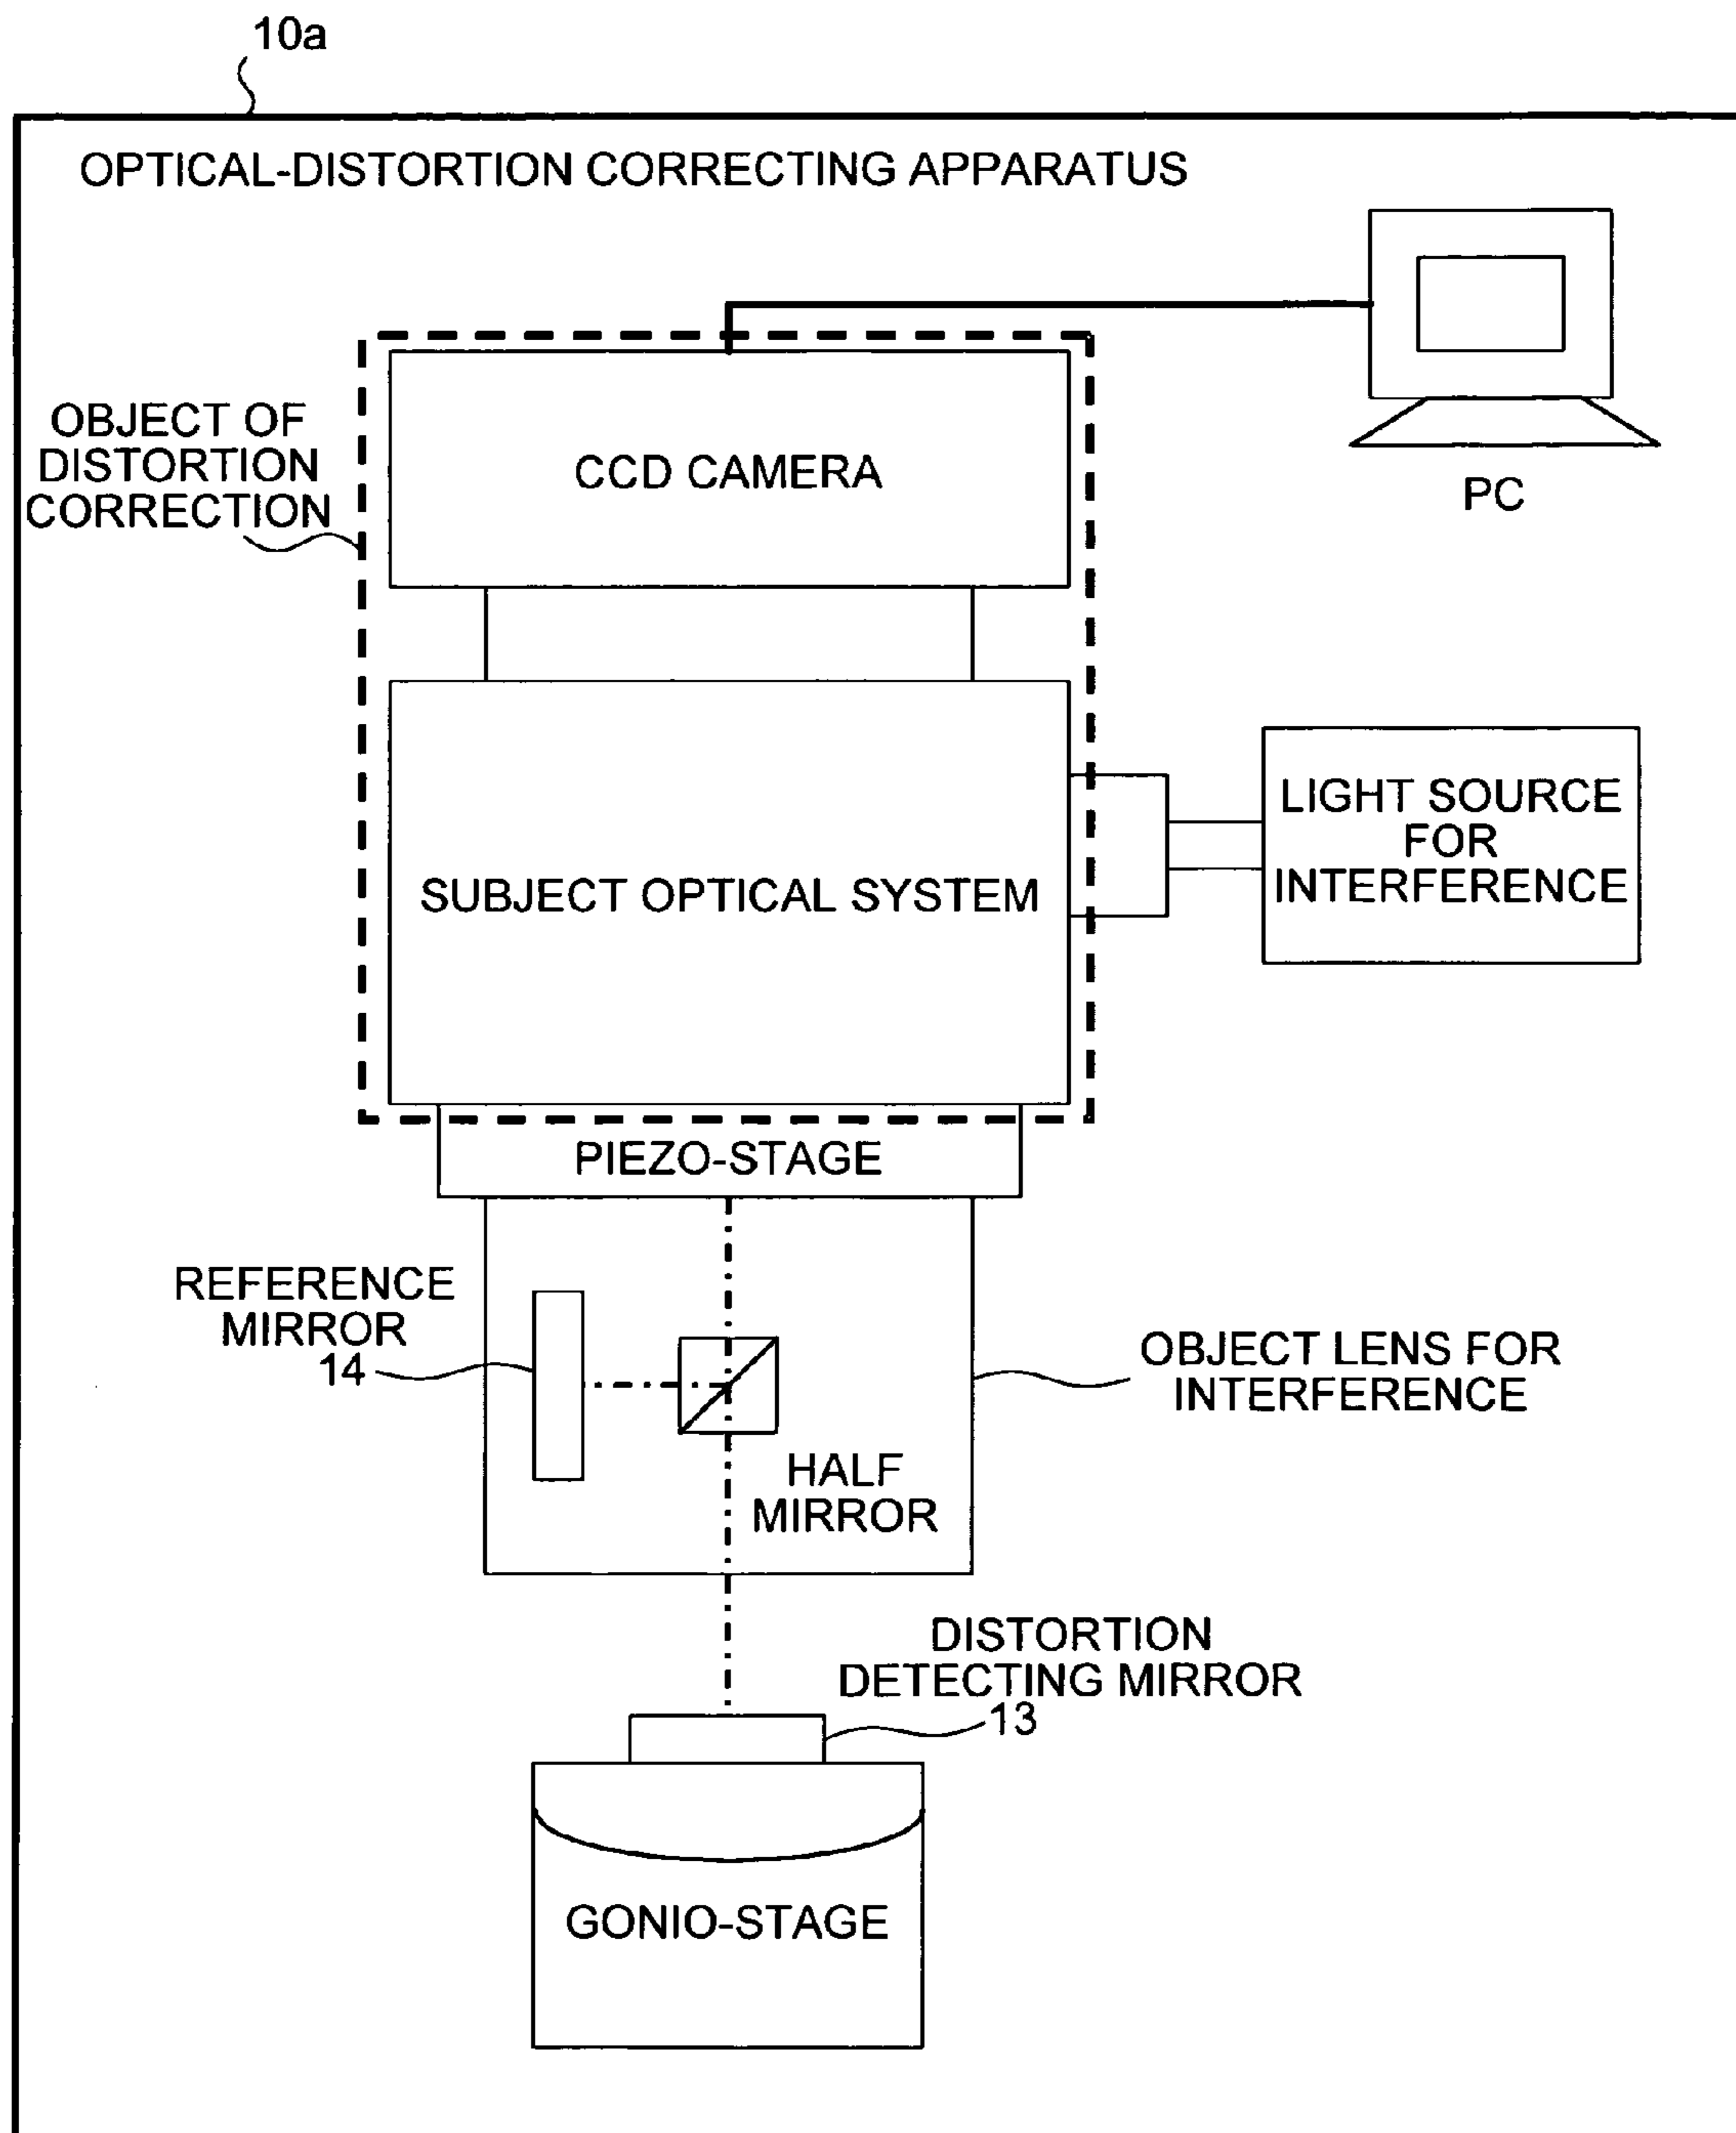 10a
OPTICAL-DISTORTION CORRECTING APPARATUS
OBJECT OF
DISTORTION
CORRECTION
CCD CAMERA
PC
LIGHT SOURCE
FOR
INTERFERENCE
SUBJECT OPTICAL SYSTEM
PIEZO-STAGE
REFERENCE
MIRROR
14
OBJECT LENS FOR
INTERFERENCE
HALF
MIRROR
DISTORTION
DETECTING MIRROR
13
GONIO-STAGE